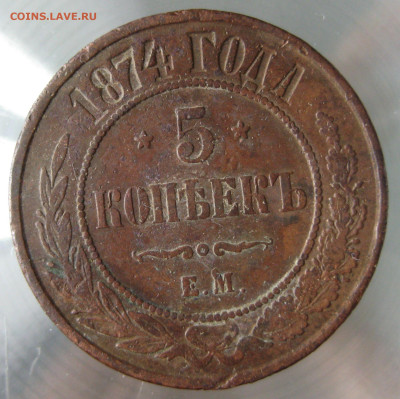 COINS.LAVE.RU
1874 ГОДА
5
КОПѢЕКЪ
Е.М.